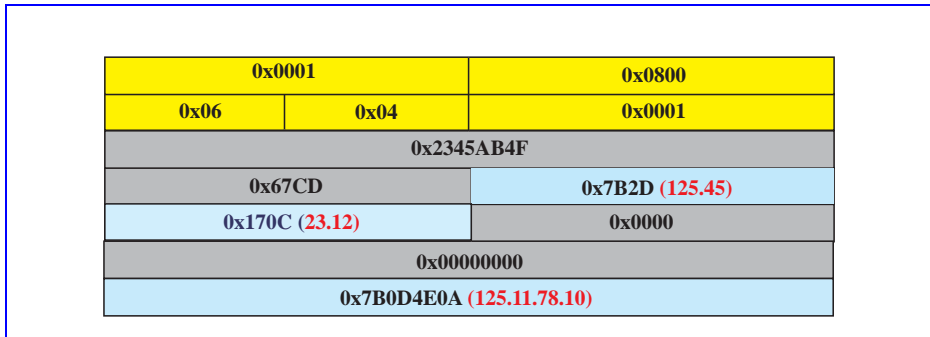 0x0001 0x0800
0x06 0x04 0x0001
0x2345AB4F
0x67CD 0x7B2D (125.45)
0x170C (23.12) 0x0000
0x00000000
0x7B0D4E0A (125.11.78.10)